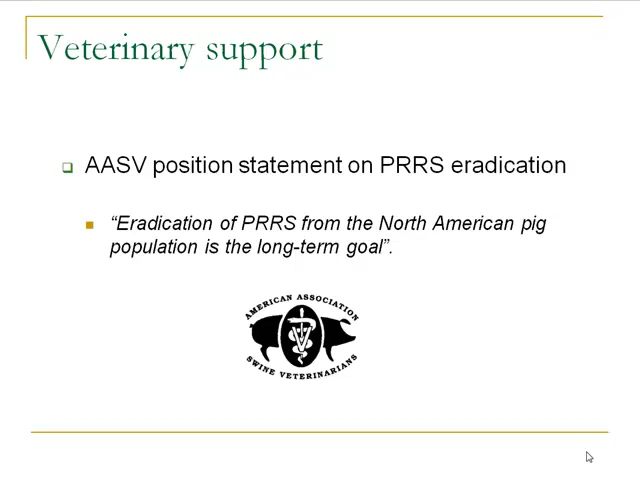 Veterinary support
AASV position statement on PRRS eradication
“Eradication of PRRS from the North American pig
population is the long-term goal”.
AMERICAN ASSOCIATION
V
SWINE VETERINARIANS